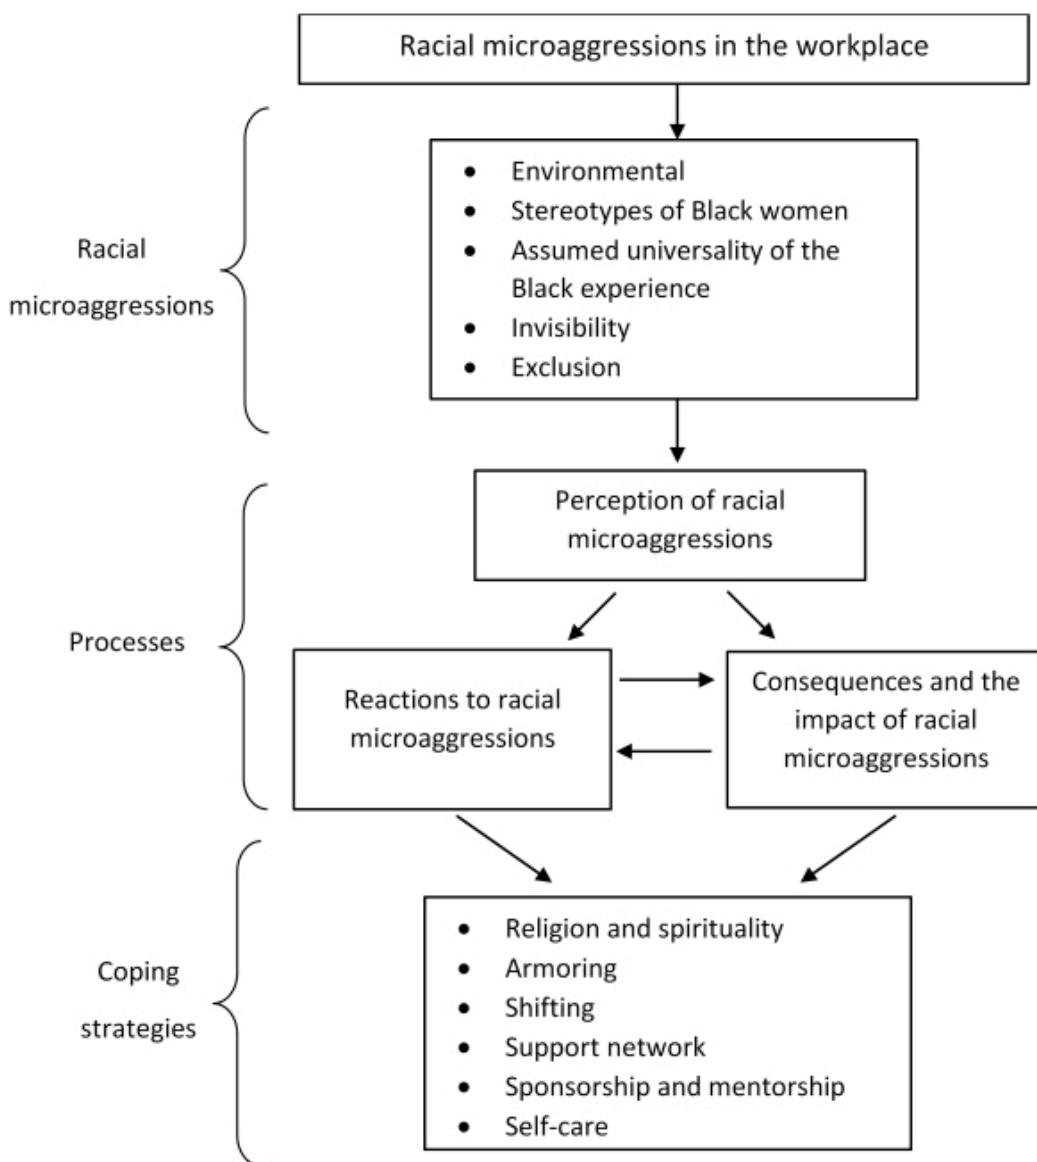 Racial microaggressions in the workplace
Racial
microaggressions
• Environmental
• Stereotypes of Black women
• Assumed universality of the
Black experience
• Invisibility
• Exclusion
Processes
Perception of racial
microaggressions
Reactions to racial
microaggressions
Consequences and the
impact of racial
microaggressions
Coping
strategies
• Religion and spirituality
• Armoring
• Shifting
• Support network
• Sponsorship and mentorship
• Self-care